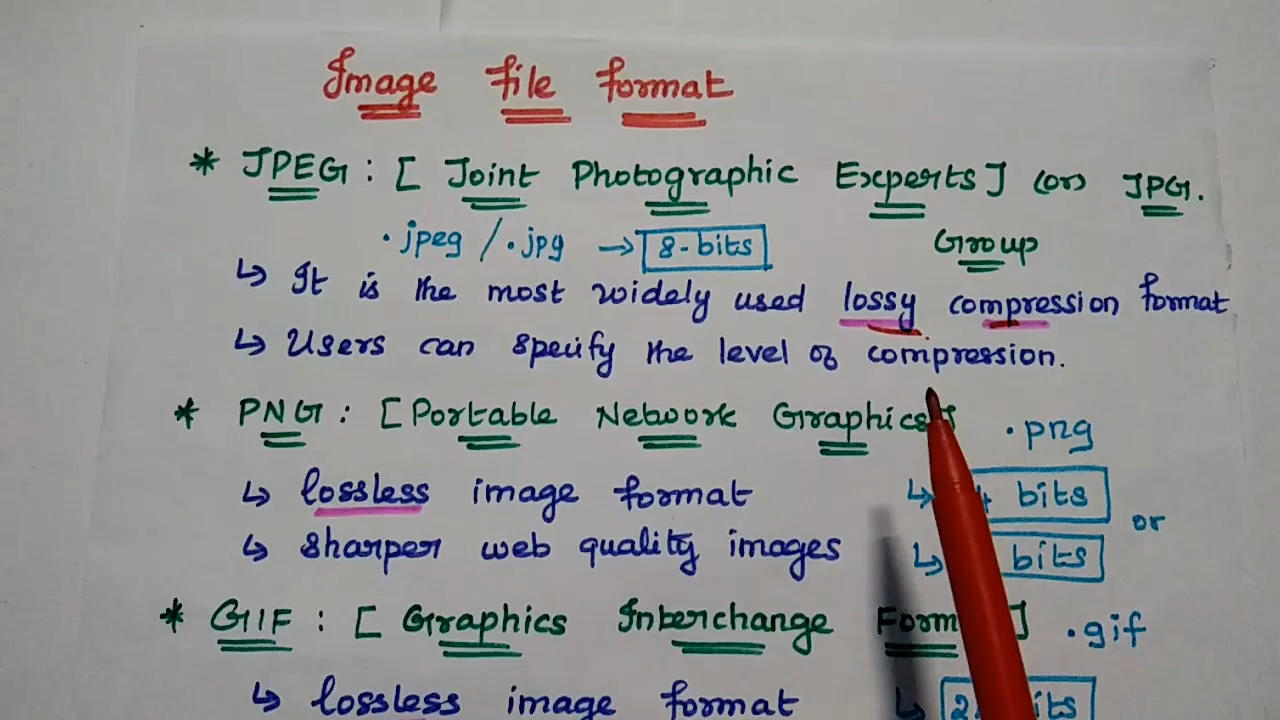 Image File Format
* JPEG : [ Joint Photographic Experts ] (or) JPG.
Group
.jpeg / .jpg → 8-bits
↳ It is the most widely used lossy compression format
↳ Users can specify the level of compression.
* PNG : [ Portable Network Graphics ] .png
↳ lossless image format
↳ bits
or
↳ sharper web quality images
↳ bits
* GIF : [ Graphics Interchange ] .gif
↳ lossless image format